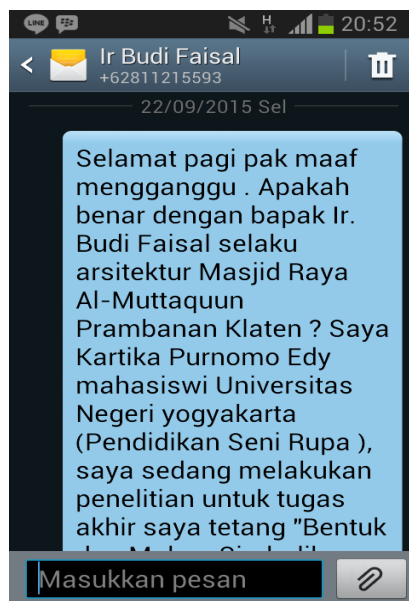 LINE H 20:52
Ir Budi Faisal
+62811215593
22/09/2015 Sel
Selamat pagi pak maaf
mengganggu . Apakah
benar dengan bapak Ir.
Budi Faisal selaku
arsitektur Masjid Raya
Al-Muttaquun
Prambanan Klaten ? Saya
Kartika Purnomo Edy
mahasiswi Universitas
Negeri yogyakarta
(Pendidikan Seni Rupa ),
saya sedang melakukan
penelitian untuk tugas
akhir saya tetang "Bentuk
Masukkan pesan